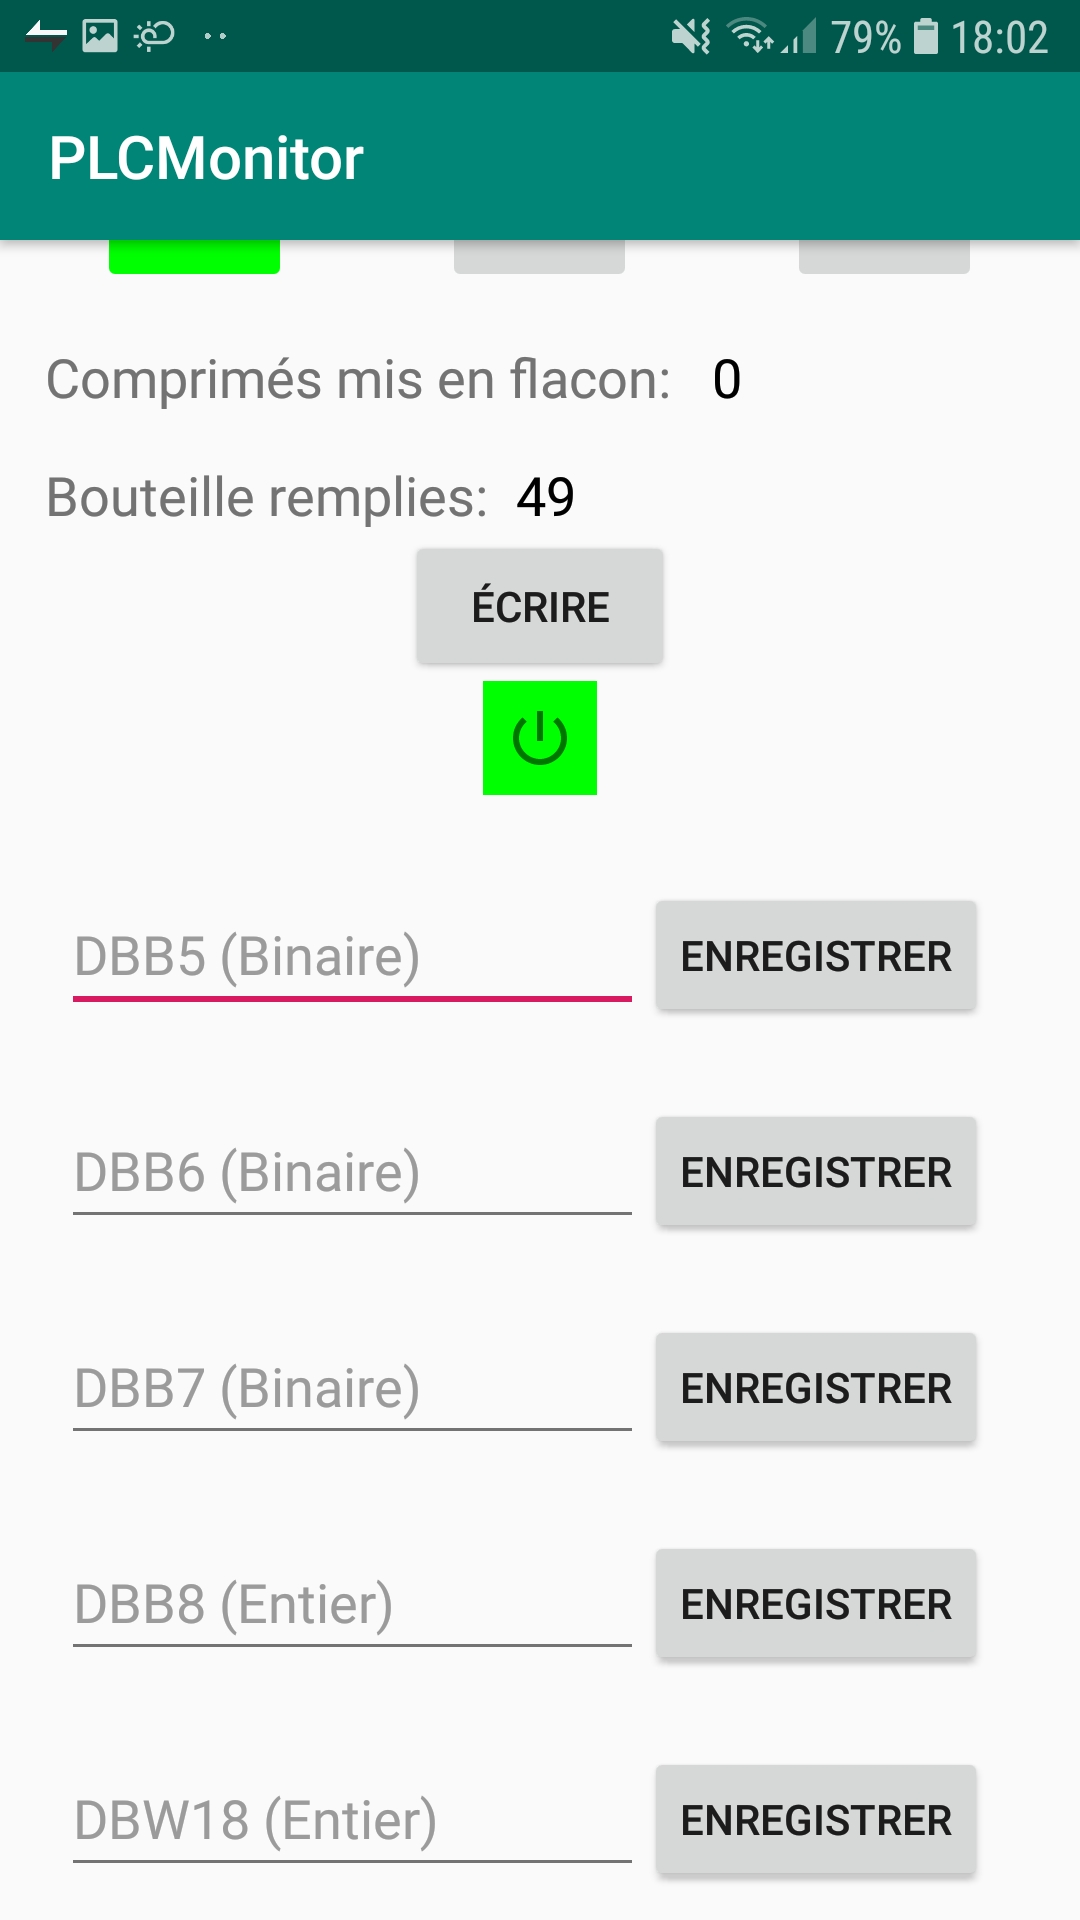 79% 18:02
PLCMonitor
Comprimés mis en flacon: 0
Bouteille remplies: 49
ÉCRIRE
DBB5 (Binaire) ENREGISTRER
DBB6 (Binaire) ENREGISTRER
DBB7 (Binaire) ENREGISTRER
DBB8 (Entier) ENREGISTRER
DBW18 (Entier) ENREGISTRER